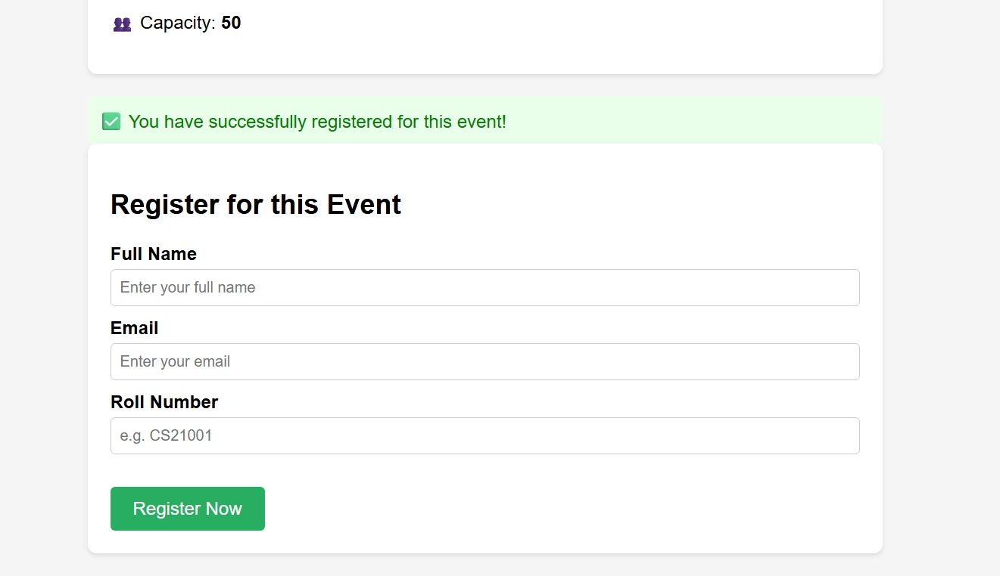 Capacity: 50
You have successfully registered for this event!
Register for this Event
Full Name
Enter your full name
Email
Enter your email
Roll Number
e.g. CS21001
Register Now